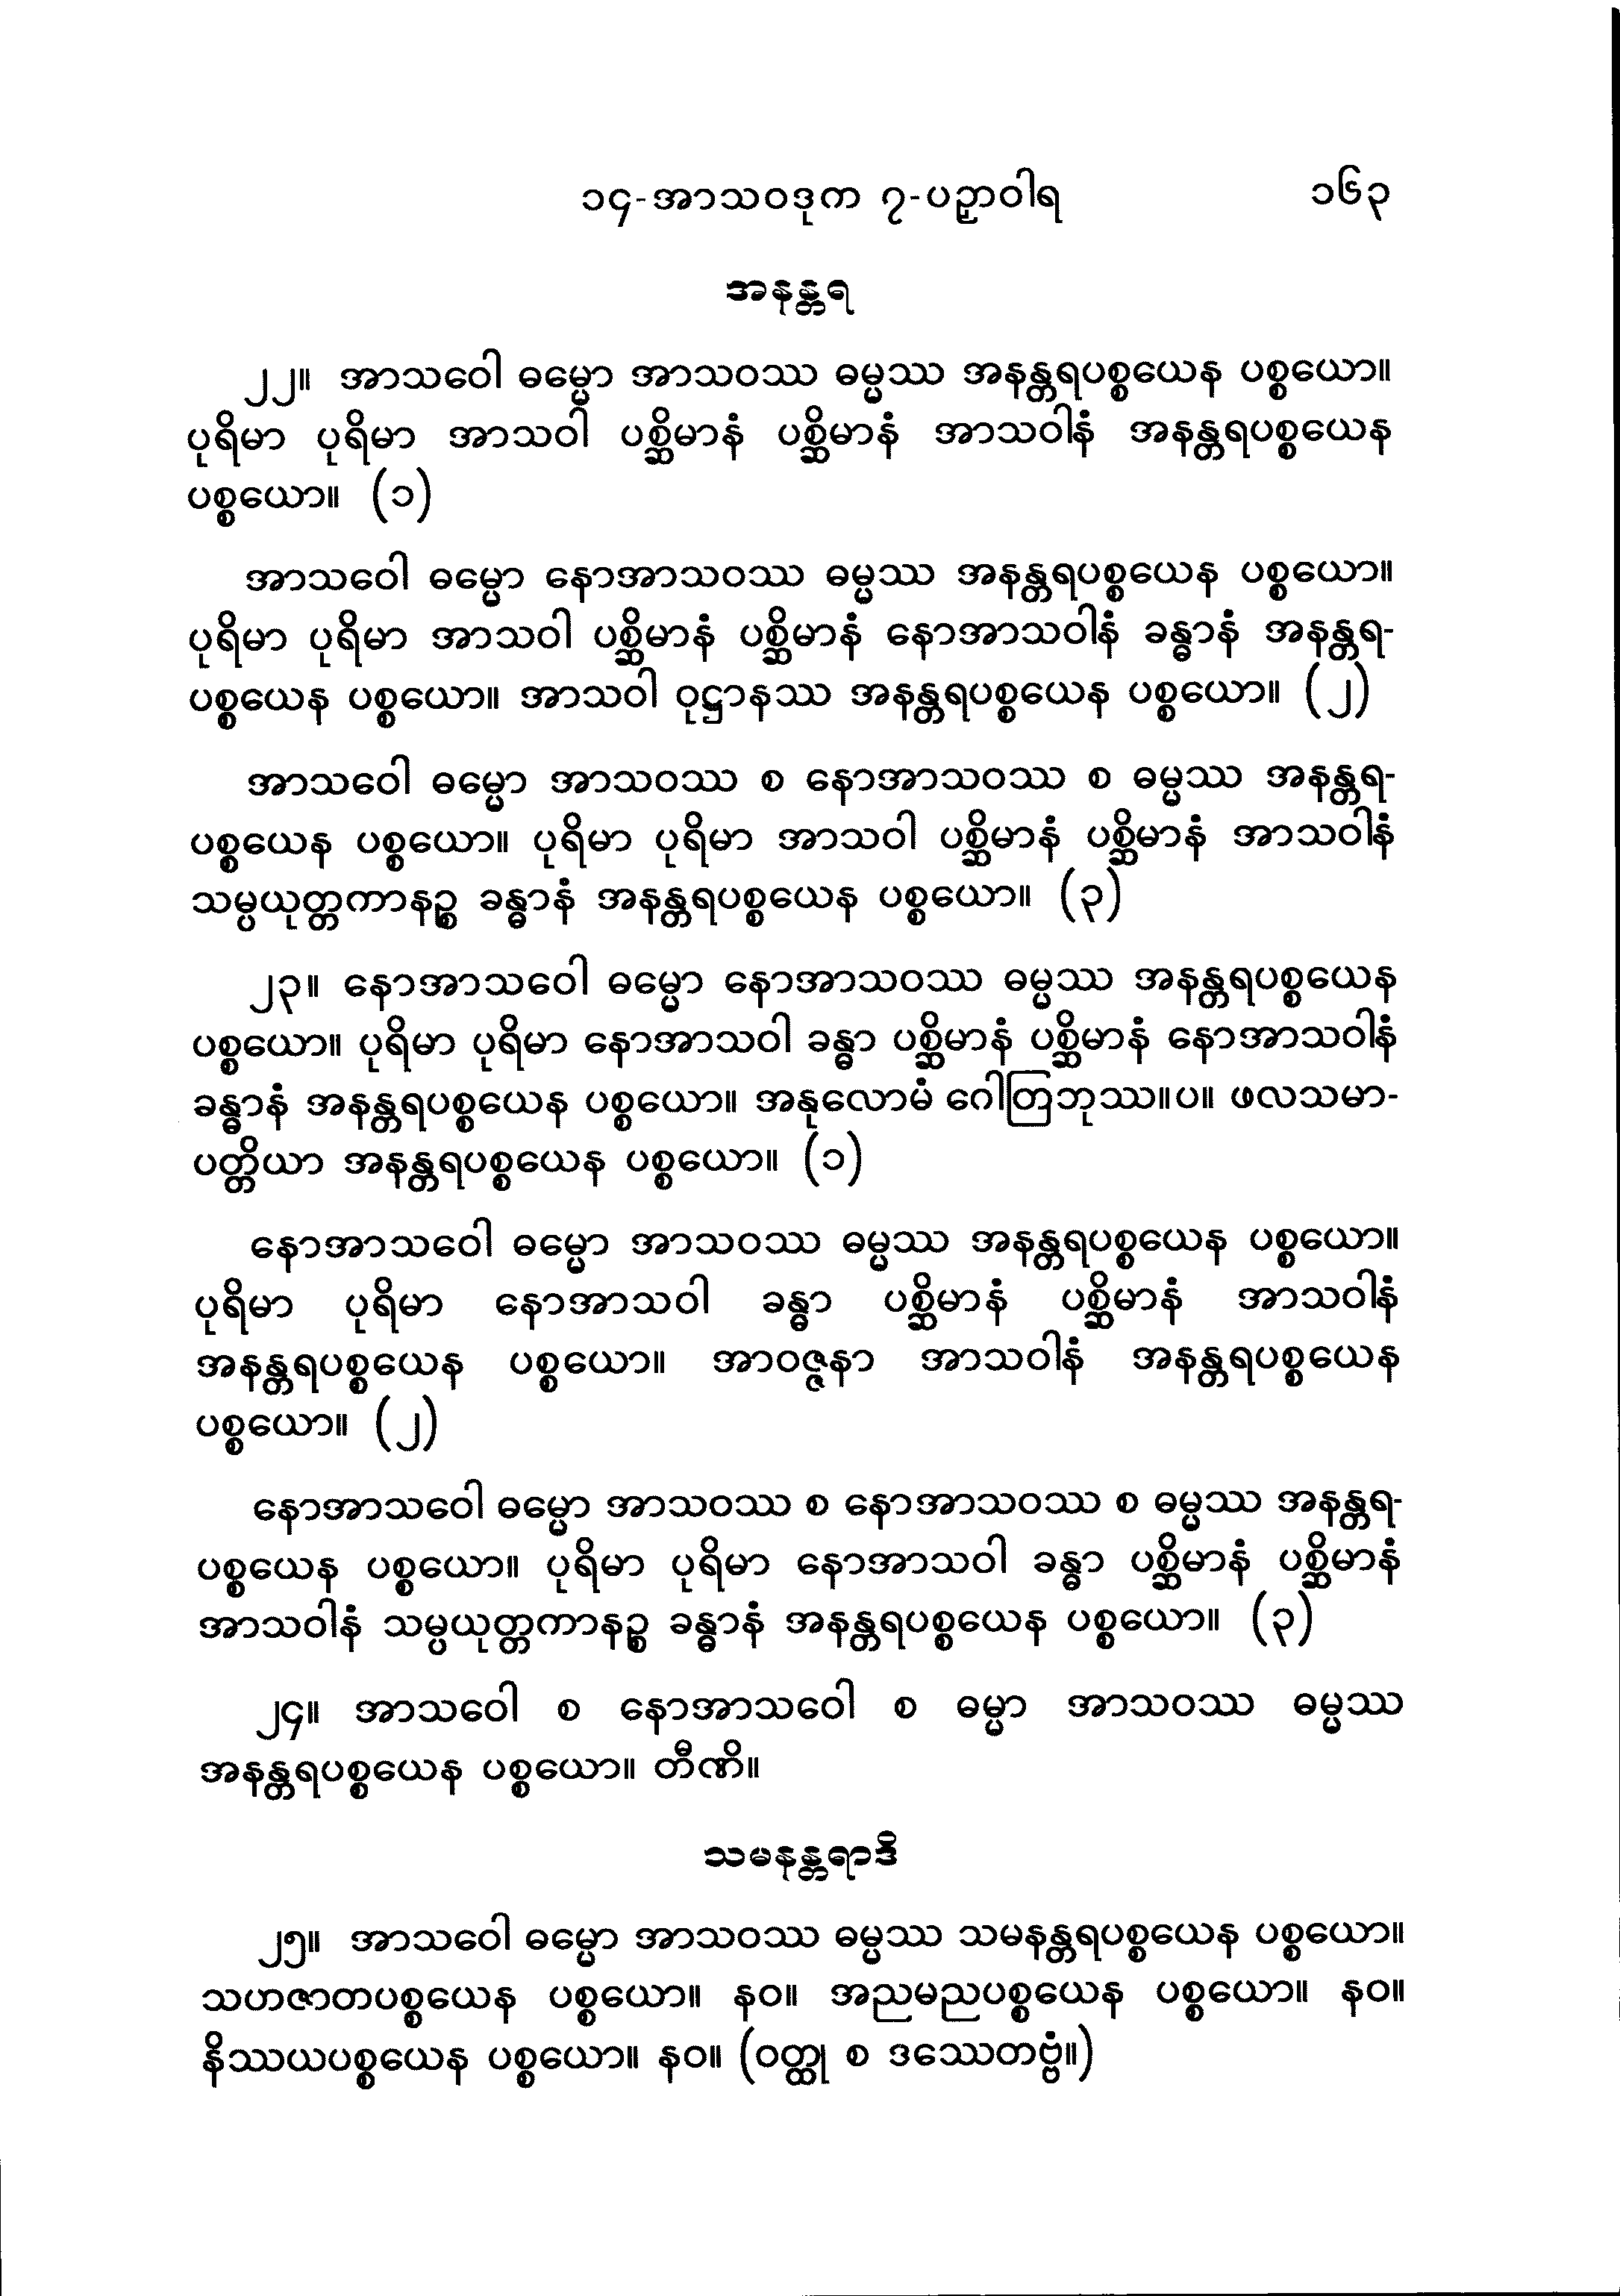 ၁၄-အာသဝဒုက ၇-ပဉှာဝါရ ၁၆၃
အနန္တရ
၂၂။ အာသဝေါ ဓမ္မော အာသဝဿ ဓမ္မဿ အနန္တရပစ္စယေန ပစ္စယော။
ပုရိမာ ပုရိမာ အာသဝါ ပစ္ဆိမာနံ ပစ္ဆိမာနံ အာသဝါနံ အနန္တရပစ္စယေန
ပစ္စယော။ (၁)
အာသဝေါ ဓမ္မော နောအာသဝဿ ဓမ္မဿ အနန္တရပစ္စယေန ပစ္စယော။
ပုရိမာ ပုရိမာ အာသဝါ ပစ္ဆိမာနံ ပစ္ဆိမာနံ နောအာသဝါနံ ခန္ဓာနံ အနန္တရ-
ပစ္စယေန ပစ္စယော။ အာသဝါ ဝုဋ္ဌာနဿ အနန္တရပစ္စယေန ပစ္စယော။ (၂)
အာသဝေါ ဓမ္မော အာသဝဿ စ နောအာသဝဿ စ ဓမ္မဿ အနန္တရ-
ပစ္စယေန ပစ္စယော။ ပုရိမာ ပုရိမာ အာသဝါ ပစ္ဆိမာနံ ပစ္ဆိမာနံ အာသဝါနံ
သမ္ပယုတ္တကာနဉ္စ ခန္ဓာနံ အနန္တရပစ္စယေန ပစ္စယော။ (၃)
၂၃။ နောအာသဝေါ ဓမ္မော နောအာသဝဿ ဓမ္မဿ အနန္တရပစ္စယေန
ပစ္စယော။ ပုရိမာ ပုရိမာ နောအာသဝါ ခန္ဓာ ပစ္ဆိမာနံ ပစ္ဆိမာနံ နောအာသဝါနံ
ခန္ဓာနံ အနန္တရပစ္စယေန ပစ္စယော။ အနုလောမံ ဂေါတြဘုဿ။ပ။ ဖလသမာ-
ပတ္တိယာ အနန္တရပစ္စယေန ပစ္စယော။ (၁)
နောအာသဝေါ ဓမ္မော အာသဝဿ ဓမ္မဿ အနန္တရပစ္စယေန ပစ္စယော။
ပုရိမာ ပုရိမာ နောအာသဝါ ခန္ဓာ ပစ္ဆိမာနံ ပစ္ဆိမာနံ အာသဝါနံ
အနန္တရပစ္စယေန ပစ္စယော။ အာဝဇ္ဇနာ အာသဝါနံ အနန္တရပစ္စယေန
ပစ္စယော။ (၂)
နောအာသဝေါ ဓမ္မော အာသဝဿ စ နောအာသဝဿ စ ဓမ္မဿ အနန္တရ-
ပစ္စယေန ပစ္စယော။ ပုရိမာ ပုရိမာ နောအာသဝါ ခန္ဓာ ပစ္ဆိမာနံ ပစ္ဆိမာနံ
အာသဝါနံ သမ္ပယုတ္တကာနဉ္စ ခန္ဓာနံ အနန္တရပစ္စယေန ပစ္စယော။ (၃)
၂၄။ အာသဝေါ စ နောအာသဝေါ စ ဓမ္မာ အာသဝဿ ဓမ္မဿ
အနန္တရပစ္စယေန ပစ္စယော။ တီဏိ။
သမနန္တရာဒိ
၂၅။ အာသဝေါ ဓမ္မော အာသဝဿ ဓမ္မဿ သမနန္တရပစ္စယေန ပစ္စယော။
သဟဇာတပစ္စယေန ပစ္စယော။ နဝ။ အညမညပစ္စယေန ပစ္စယော။ နဝ။
နိဿယပစ္စယေန ပစ္စယော။ နဝ။ (ဝတ္ထု စ ဒဿေတဗ္ဗံ။)